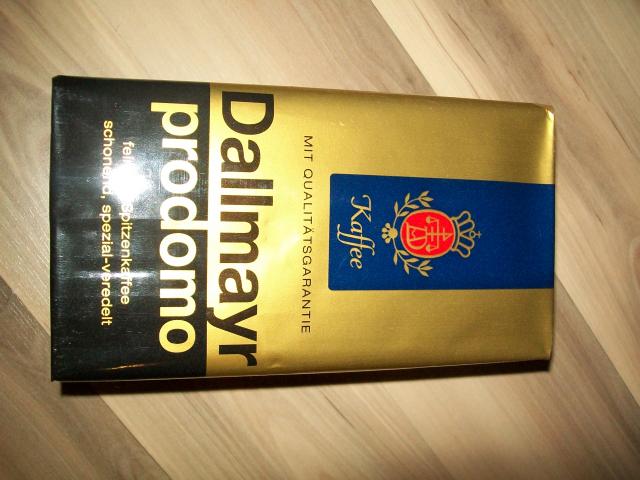 Kaffee
MIT QUALITÄTSGARANTIE
Dallmayr
prodomo
spitzenkaffee
schonend, spezial-veredelt